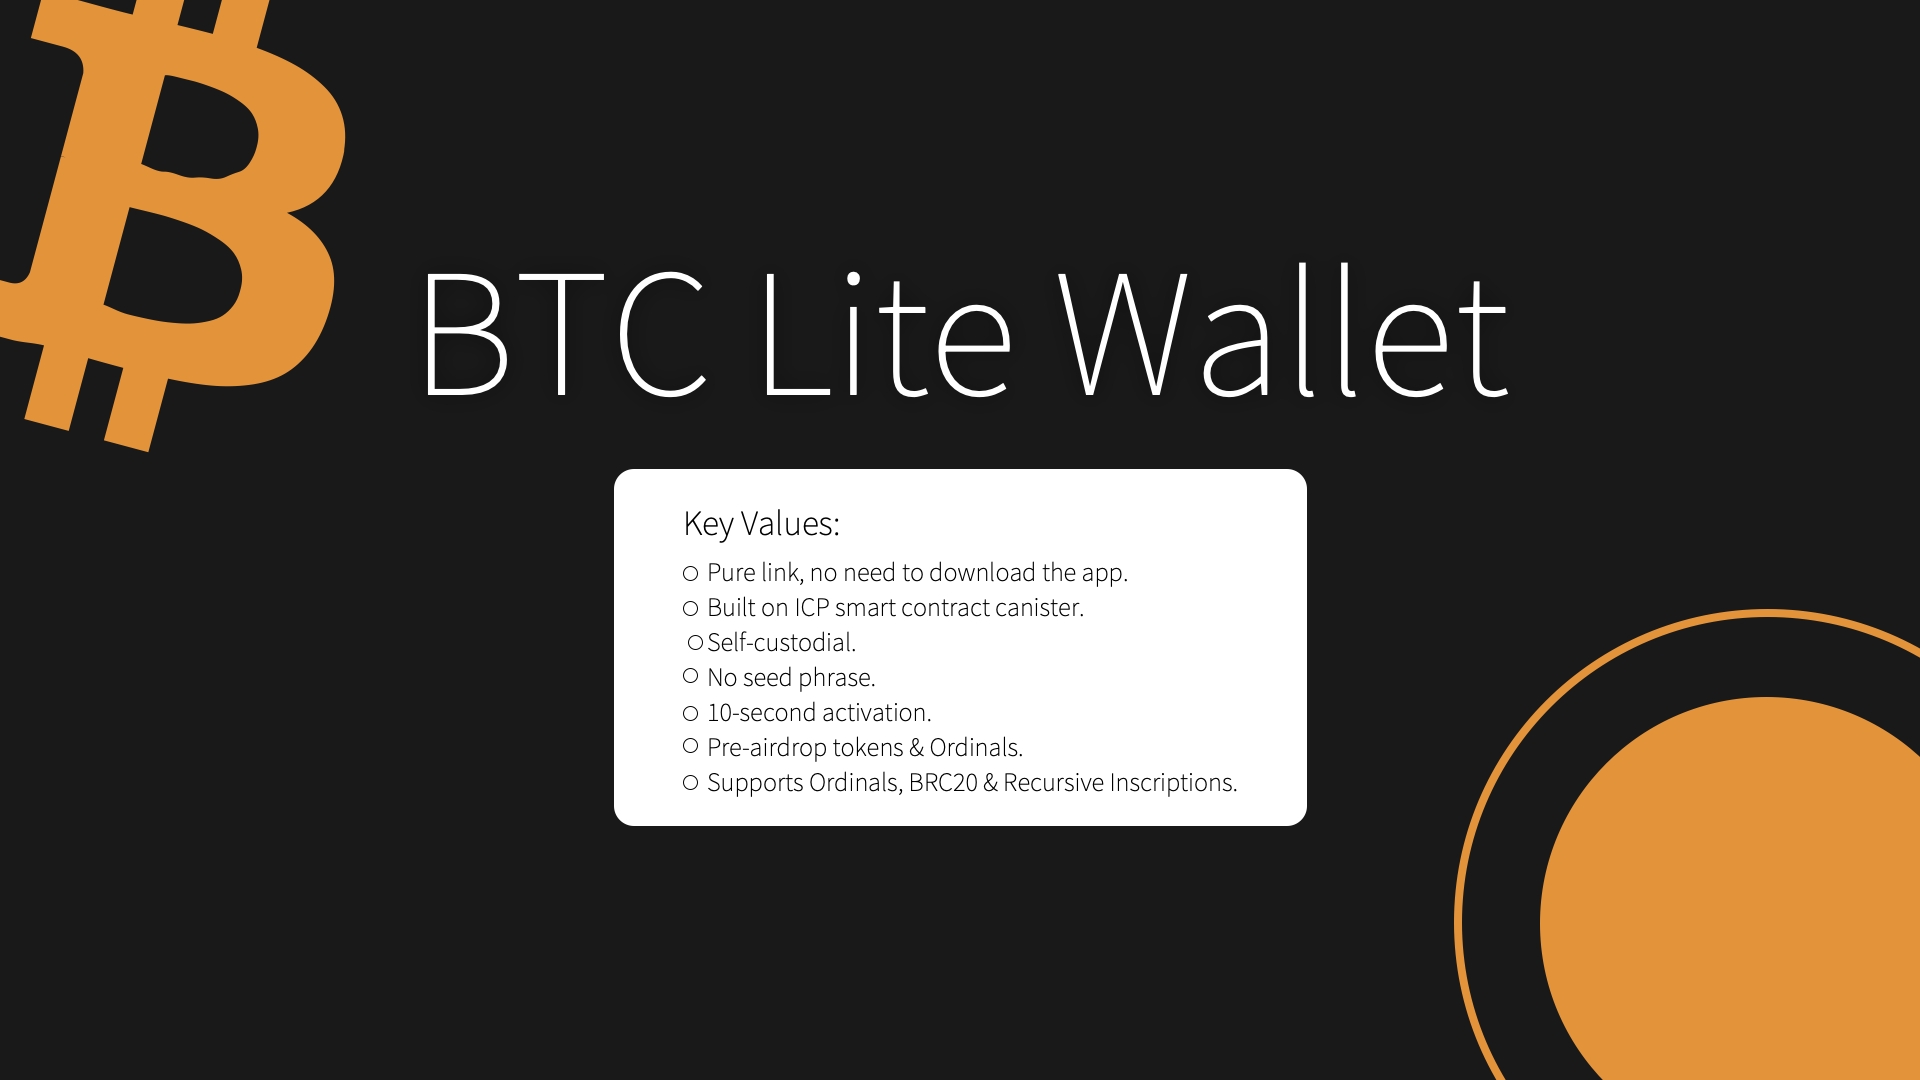 BTC Lite Wallet
Key Values:
Pure link, no need to download the app.
Built on ICP smart contract canister.
Self-custodial.
No seed phrase.
10-second activation.
Pre-airdrop tokens & Ordinals.
Supports Ordinals, BRC20 & Recursive Inscriptions.